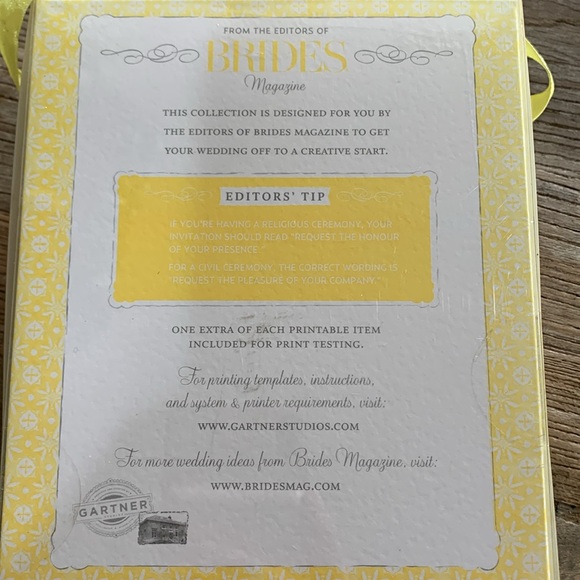 FROM THE EDITORS OF
BRIDES
Magazine
THIS COLLECTION IS DESIGNED FOR YOU BY
THE EDITORS OF BRIDES MAGAZINE TO GET
YOUR WEDDING OFF TO A CREATIVE START.
EDITORS' TIP
IF YOU'RE HAVING A RELIGIOUS CEREMONY, YOUR
INVITATION SHOULD READ "REQUEST THE HONOUR
OF YOUR PRESENCE."
FOR A CIVIL CEREMONY, THE CORRECT WORDING IS
"REQUEST THE PLEASURE OF YOUR COMPANY."
ONE EXTRA OF EACH PRINTABLE ITEM
INCLUDED FOR PRINT TESTING.
For printing templates, instructions,
and system & printer requirements, visit:
WWW.GARTNERSTUDIOS.COM
For more wedding ideas from Brides Magazine, visit:
WWW.BRIDESMAG.COM
GARTNER